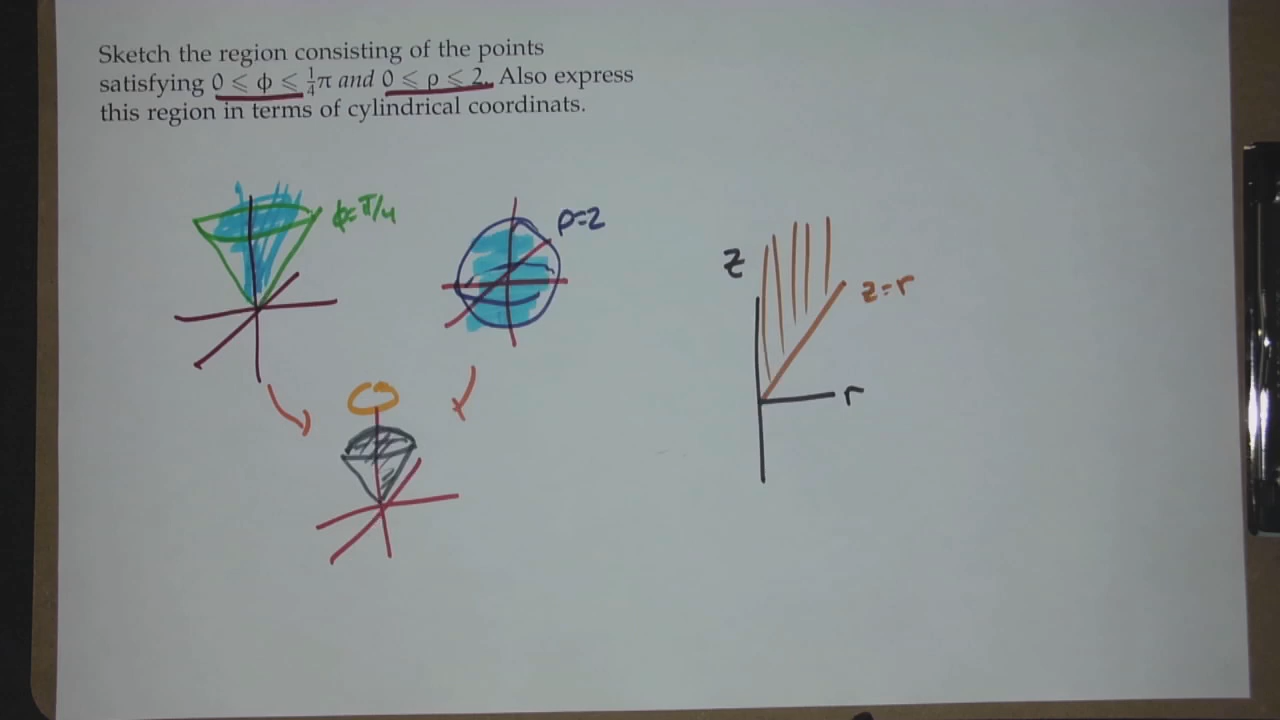 Sketch the region consisting of the points
satisfying 0 ⩽ ϕ ⩽ ¼π and 0 ⩽ ρ ⩽ 2. Also express
this region in terms of cylindrical coordinats.
ϕ=π/4
ρ=2
z
z=r
r